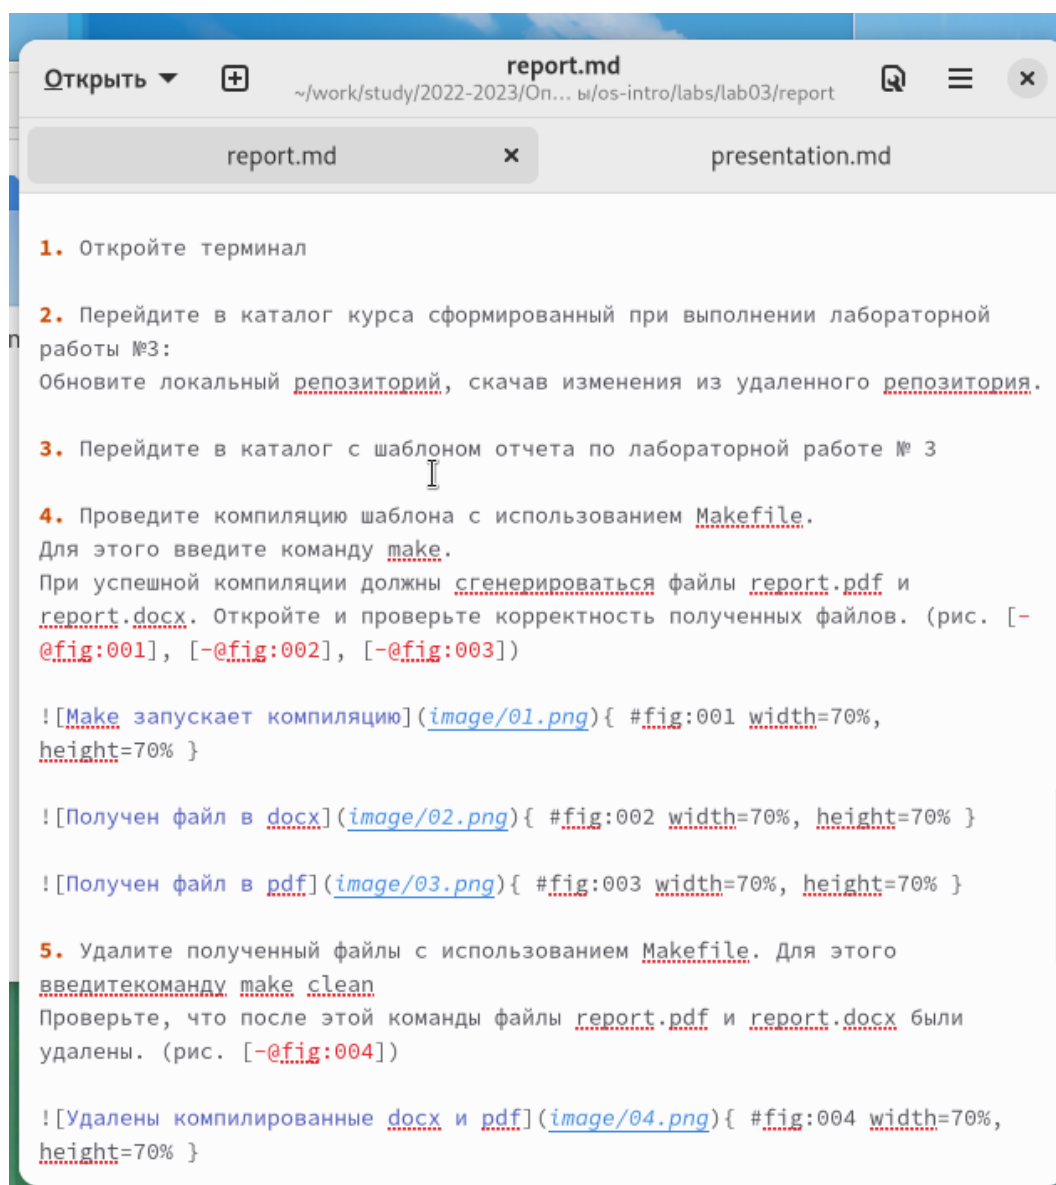 Открыть
report.md
~/work/study/2022-2023/Оп... ы/os-intro/labs/lab03/report
report.md
presentation.md
1. Откройте терминал
2. Перейдите в каталог курса сформированный при выполнении лабораторной
работы №3:
Обновите локальный репозиторий, скачав изменения из удаленного репозитория.
3. Перейдите в каталог с шаблоном отчета по лабораторной работе № 3
4. Проведите компиляцию шаблона с использованием Makefile.
Для этого введите команду make.
При успешной компиляции должны сгенерироваться файлы report.pdf и
report.docx. Откройте и проверьте корректность полученных файлов. (рис. [-
@fig:001], [-@fig:002], [-@fig:003])
![Make запускает компиляцию](image/01.png){ #fig:001 width=70%,
height=70% }
![Получен файл в docx](image/02.png){ #fig:002 width=70%, height=70% }
![Получен файл в pdf](image/03.png){ #fig:003 width=70%, height=70% }
5. Удалите полученный файлы с использованием Makefile. Для этого
введитекоманду make clean
Проверьте, что после этой команды файлы report.pdf и report.docx были
удалены. (рис. [-@fig:004])
![Удалены компилированные docx и pdf](image/04.png){ #fig:004 width=70%,
height=70% }